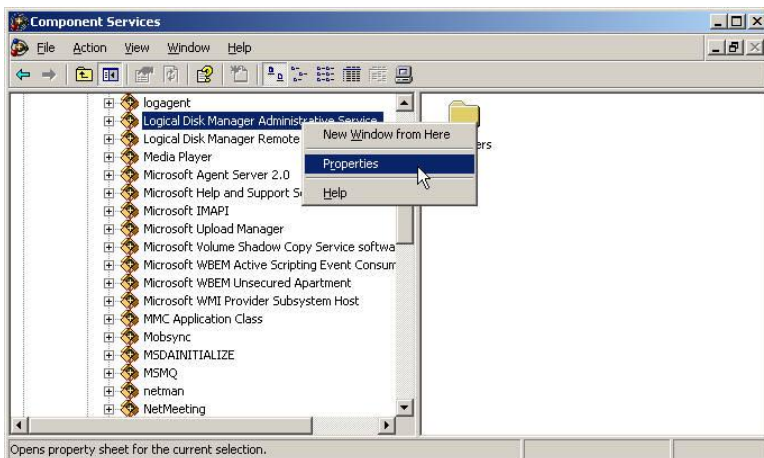 Component Services
File Action View Window Help
logagent
Logical Disk Manager Administrative Service
Logical Disk Manager Remote
Media Player
Microsoft Agent Server 2.0
Microsoft Help and Support S
Microsoft IMAPI
Microsoft Upload Manager
Microsoft Volume Shadow Copy Service softwa
Microsoft WBEM Active Scripting Event Consum
Microsoft WBEM Unsecured Apartment
Microsoft WMI Provider Subsystem Host
MMC Application Class
Mobsync
MSDAINITIALIZE
MSMQ
netman
NetMeeting
New Window from Here
Properties
Help
ers
Opens property sheet for the current selection.